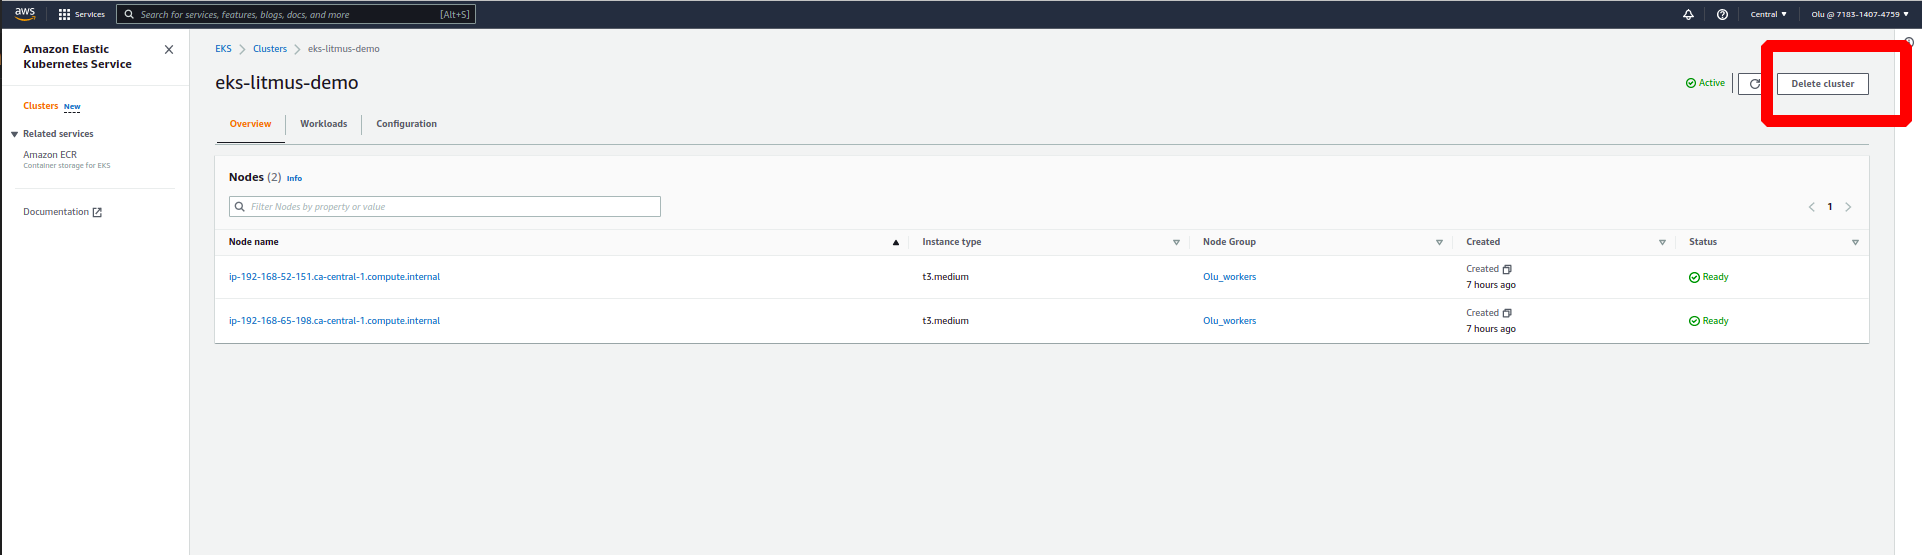 aws Services Search for services, features, blogs, docs, and more [Alt+S] Central Olu @ 7183-1407-4759
Amazon Elastic
Kubernetes Service
Clusters New
Related services
Amazon ECR
Container storage for EKS
Documentation
EKS Clusters eks-litmus-demo
eks-litmus-demo
Active Delete cluster
Overview Workloads Configuration
Nodes (2) Info
Filter Nodes by property or value
1
Node name Instance type Node Group Created Status
ip-192-168-52-151.ca-central-1.compute.internal t3.medium Olu_workers Created Ready
7 hours ago
ip-192-168-65-198.ca-central-1.compute.internal t3.medium Olu_workers Created Ready
7 hours ago